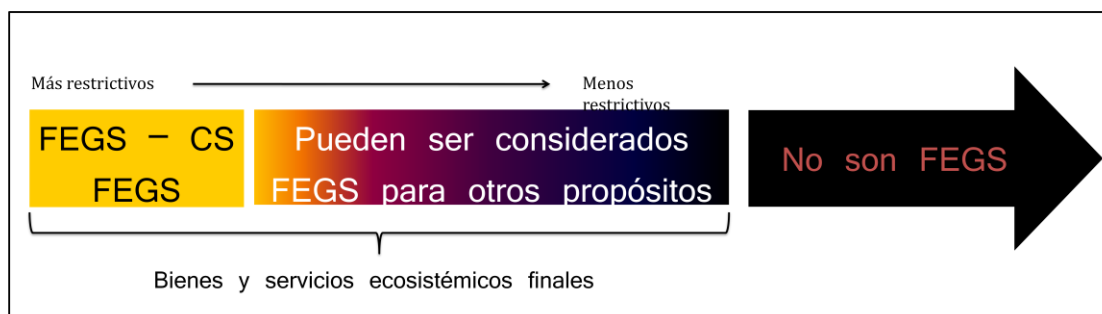 Más restrictivos
Menos
restrictivos
FEGS – CS
FEGS
Pueden ser considerados
FEGS para otros propósitos
No son FEGS
Bienes y servicios ecosistémicos finales